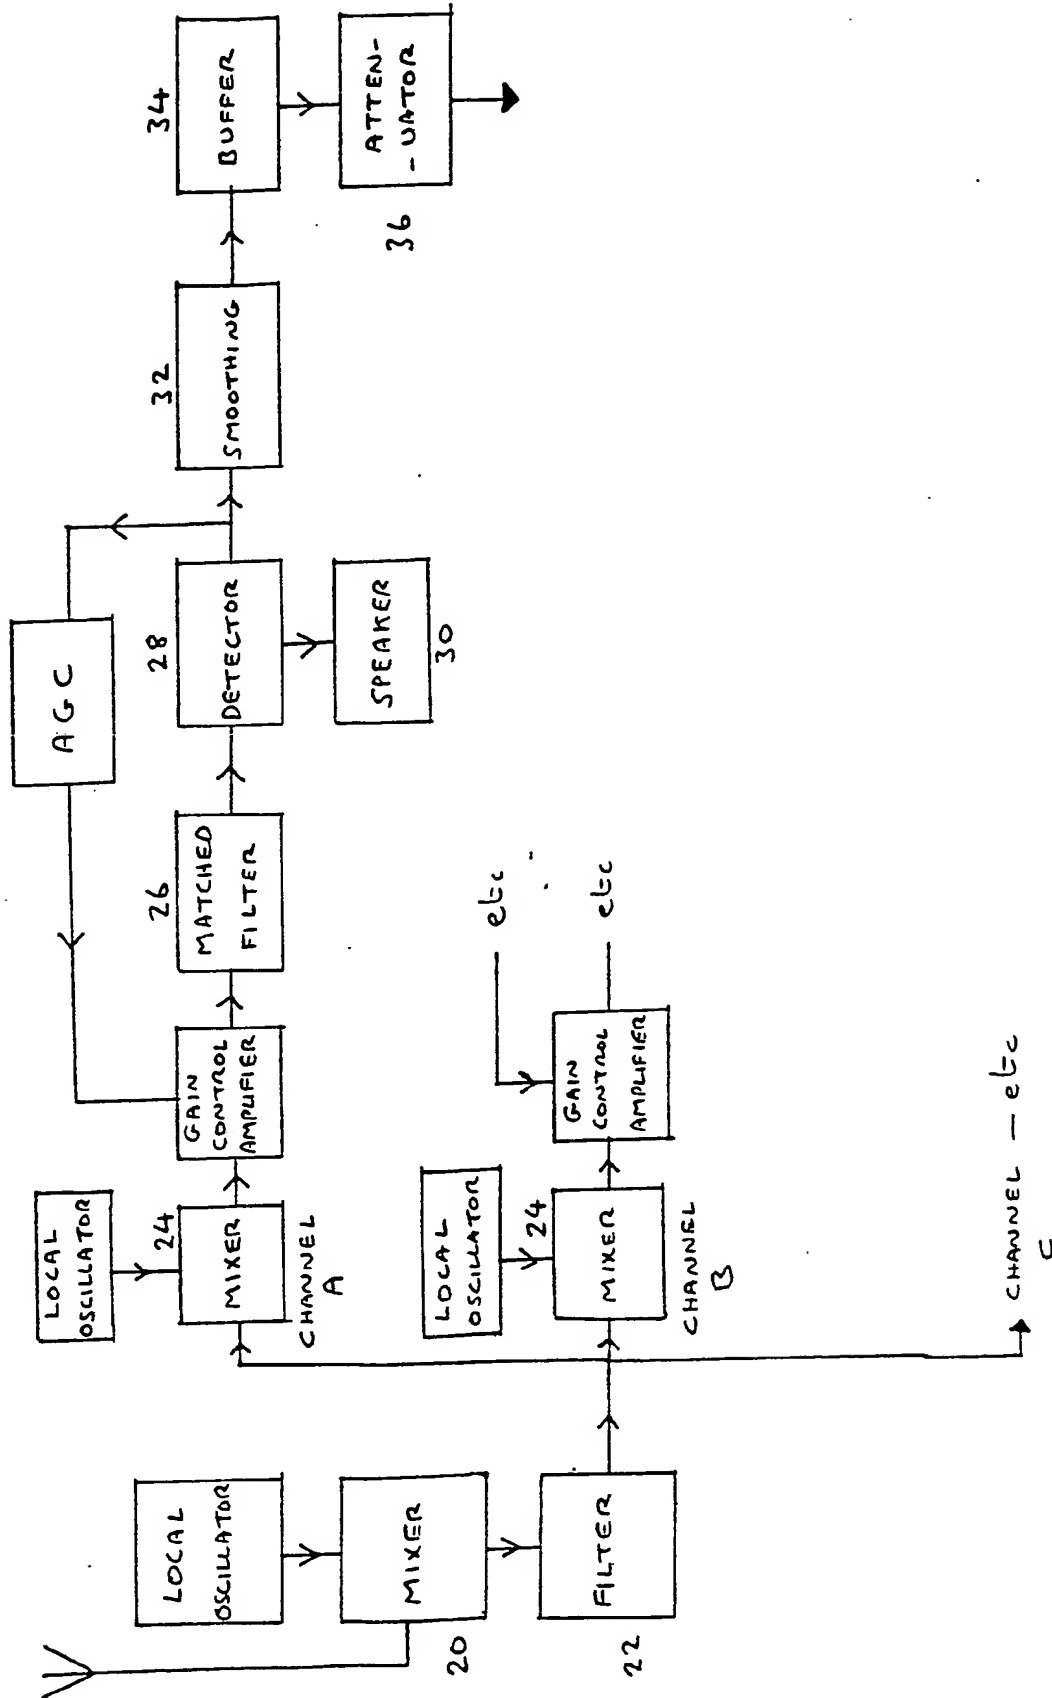 LOCAL
OSCILLATOR
MIXER
20
FILTER
22
LOCAL
OSCILLATOR
24
MIXER
CHANNEL
A
GAIN
CONTROL
AMPLIFIER
AGC
26
MATCHED
FILTER
28
DETECTOR
SPEAKER
30
32
SMOOTHING
34
BUFFER
ATTEN-
-UATOR
36
LOCAL
OSCILLATOR
24
MIXER
CHANNEL
B
GAIN
CONTROL
AMPLIFIER
etc
etc
CHANNEL - etc
C